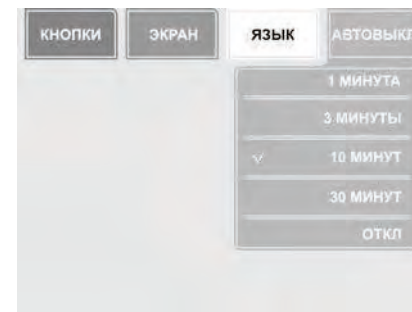 КНОПКИ ЭКРАН ЯЗЫК АВТОВЫКЛ
1 МИНУТА
3 МИНУТЫ
10 МИНУТ
30 МИНУТ
ОТКЛ